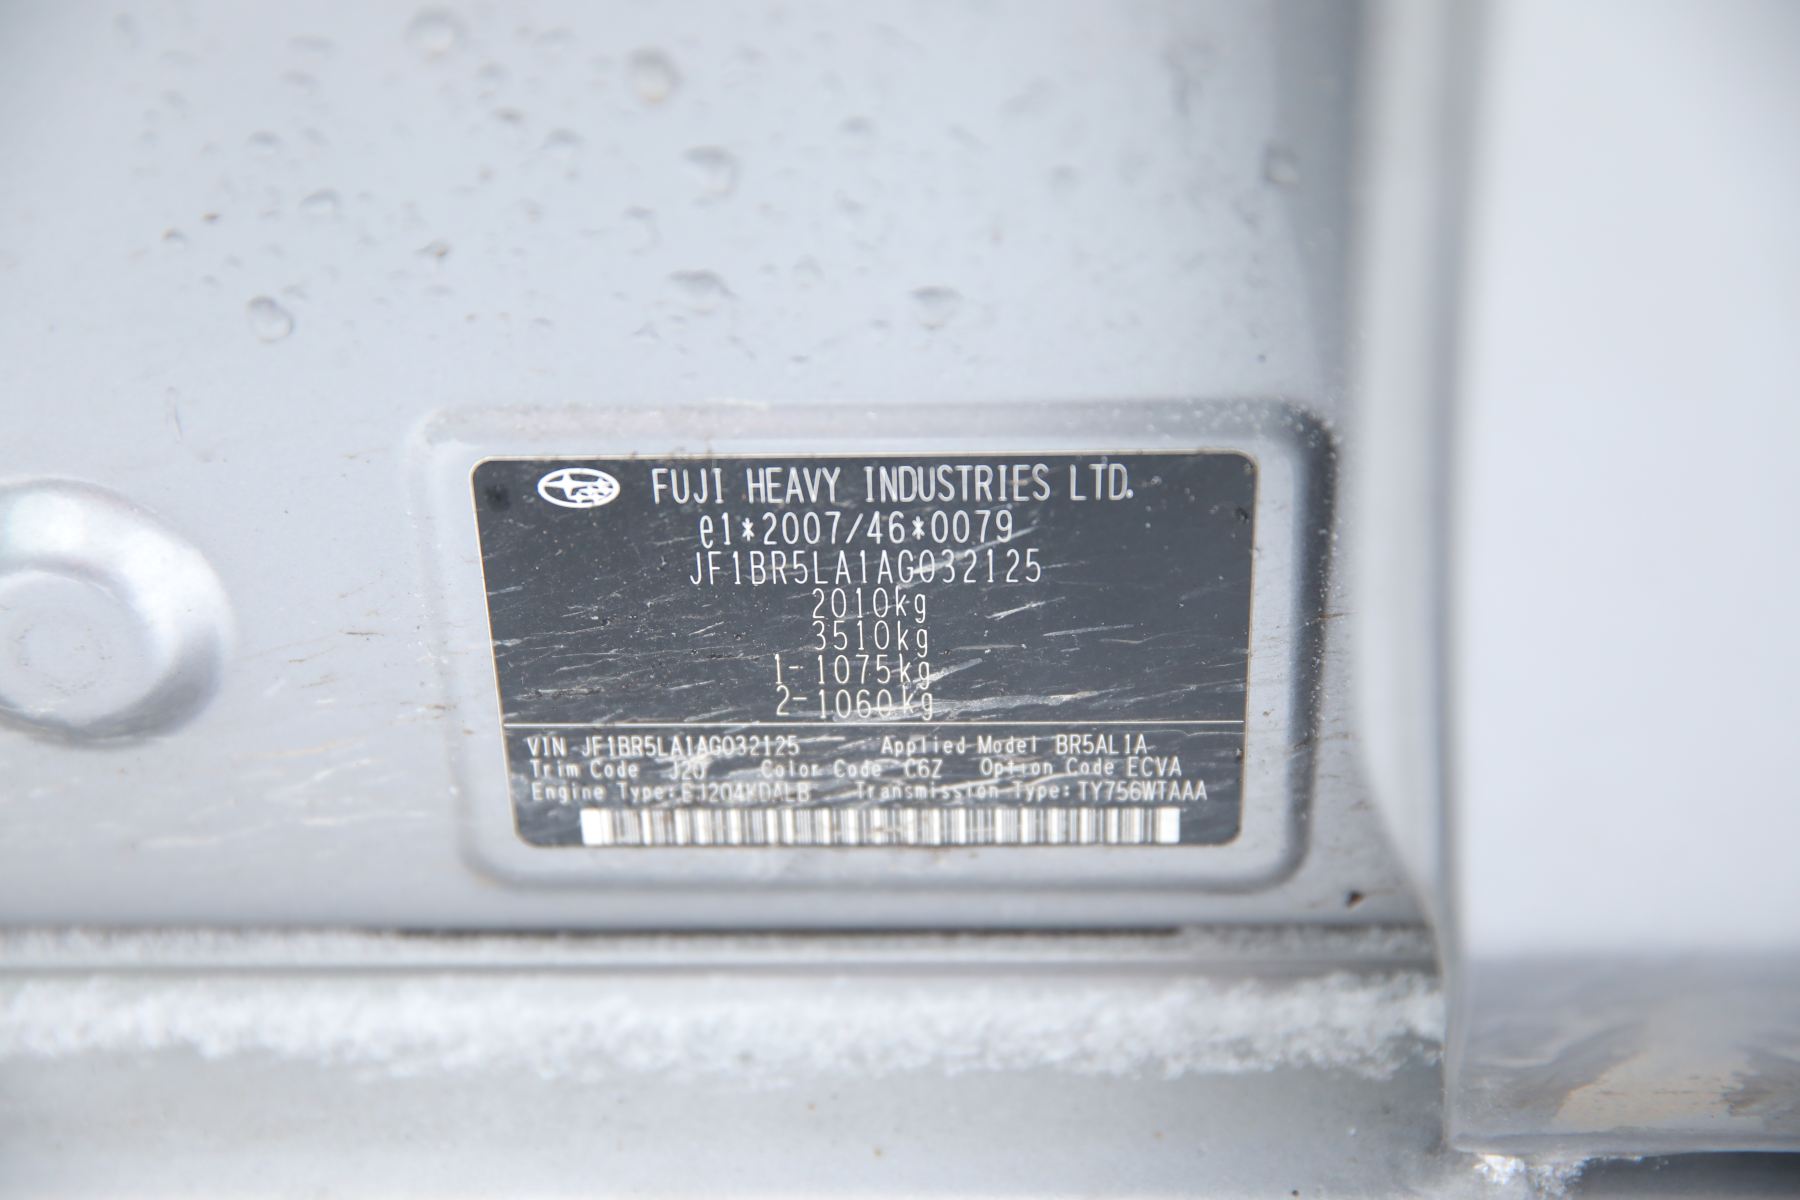 FUJI HEAVY INDUSTRIES LTD.
e1*2007/46*0079
JF1BR5LA1AG032125
2010kg
3510kg
1-1075kg
2-1060kg
VIN JF1BR5LA1AG032125 Applied Model BR5AL1A
Trim Code J20 Color Code C6Z Option Code ECVA
Engine Type:EJ204KDALB Transmission Type:TY756WTAAA